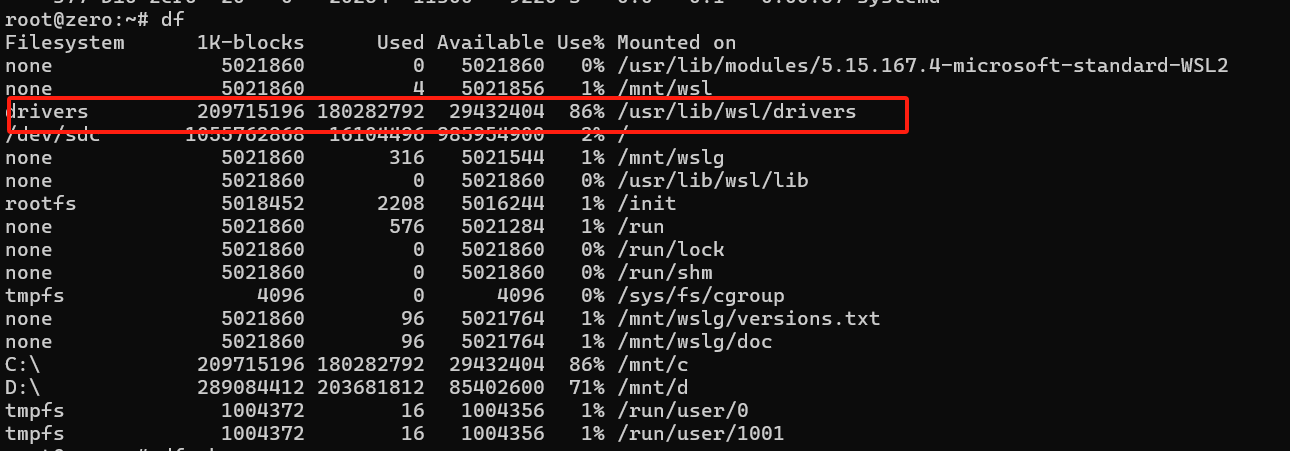 root@zero:~# df
Filesystem      1K-blocks      Used Available Use% Mounted on
none              5021860         0   5021860   0% /usr/lib/modules/5.15.167.4-microsoft-standard-WSL2
none              5021860         4   5021856   1% /mnt/wsl
drivers         209715196 180282792  29432404  86% /usr/lib/wsl/drivers
/dev/sdc       1055762868  16104496 985954900   2% /
none              5021860       316   5021544   1% /mnt/wslg
none              5021860         0   5021860   0% /usr/lib/wsl/lib
rootfs            5018452      2208   5016244   1% /init
none              5021860       576   5021284   1% /run
none              5021860         0   5021860   0% /run/lock
none              5021860         0   5021860   0% /run/shm
tmpfs                4096         0      4096   0% /sys/fs/cgroup
none              5021860        96   5021764   1% /mnt/wslg/versions.txt
none              5021860        96   5021764   1% /mnt/wslg/doc
C:\             209715196 180282792  29432404  86% /mnt/c
D:\             289084412 203681812  85402600  71% /mnt/d
tmpfs             1004372        16   1004356   1% /run/user/0
tmpfs             1004372        16   1004356   1% /run/user/1001